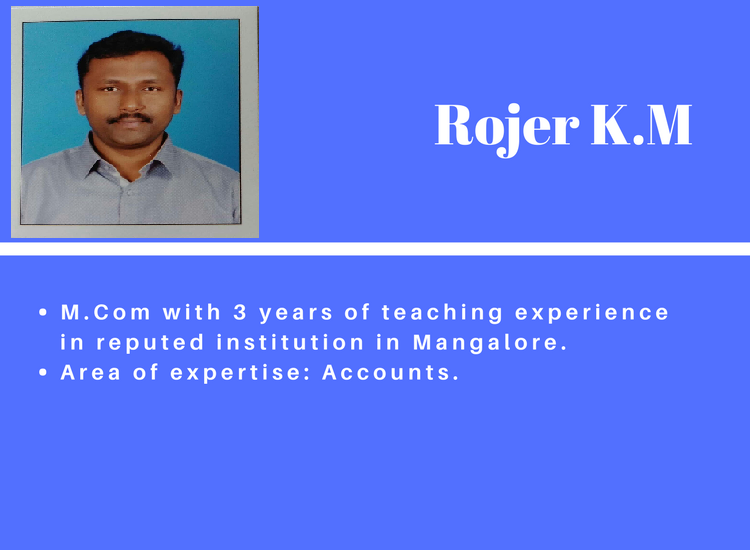 Rojer K.M
• M.Com with 3 years of teaching experience
in reputed institution in Mangalore.
• Area of expertise: Accounts.